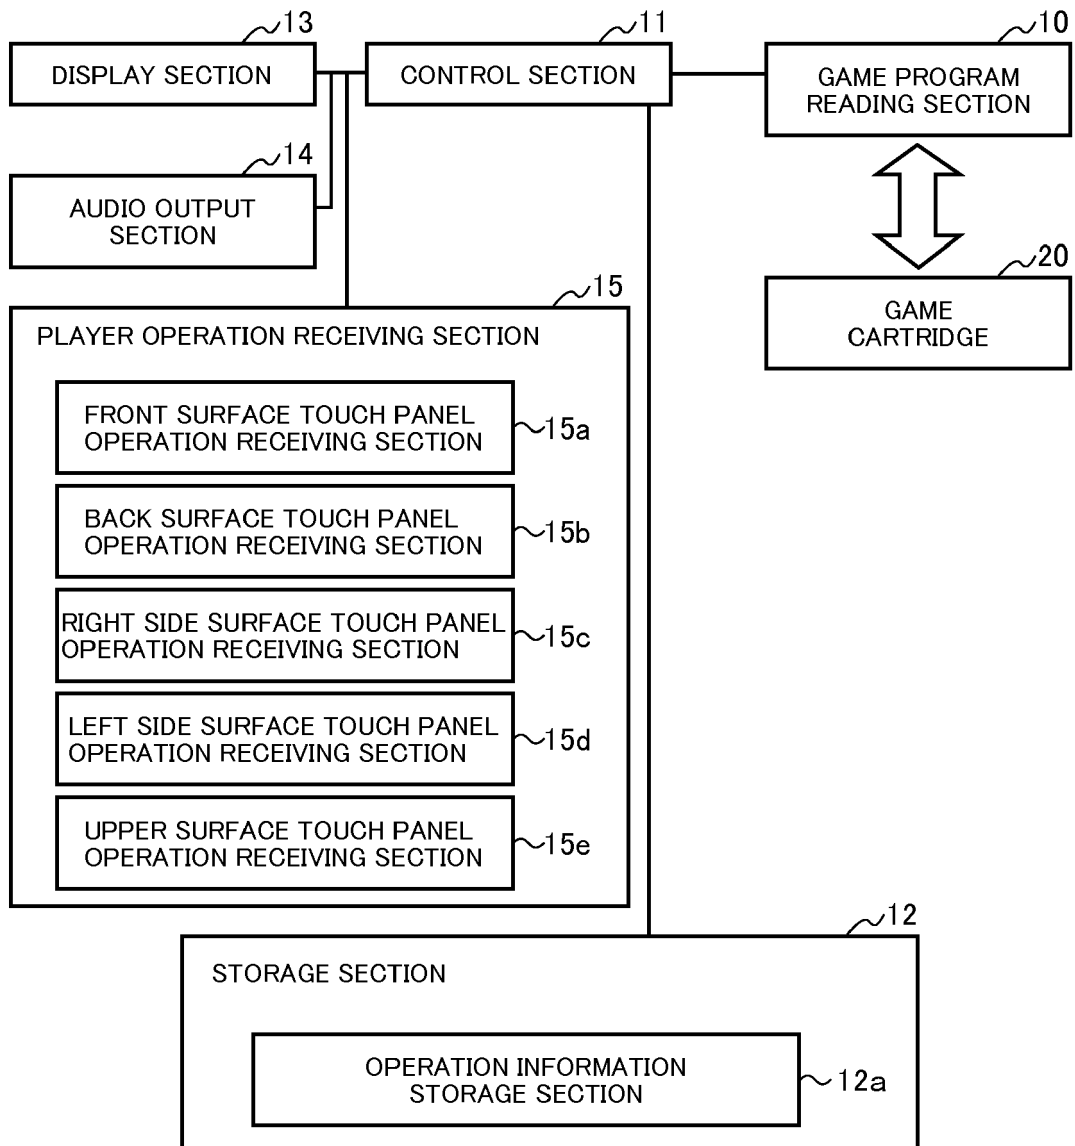 13
DISPLAY SECTION
11
CONTROL SECTION
10
GAME PROGRAM
READING SECTION
14
AUDIO OUTPUT
SECTION
20
GAME
CARTRIDGE
15
PLAYER OPERATION RECEIVING SECTION
FRONT SURFACE TOUCH PANEL
OPERATION RECEIVING SECTION
15a
BACK SURFACE TOUCH PANEL
OPERATION RECEIVING SECTION
15b
RIGHT SIDE SURFACE TOUCH PANEL
OPERATION RECEIVING SECTION
15c
LEFT SIDE SURFACE TOUCH PANEL
OPERATION RECEIVING SECTION
15d
UPPER SURFACE TOUCH PANEL
OPERATION RECEIVING SECTION
15e
12
STORAGE SECTION
OPERATION INFORMATION
STORAGE SECTION
12a